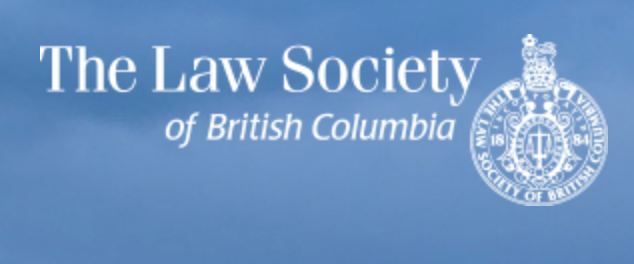 The Law Society
of British Columbia
THE LAW SOCIETY OF BRITISH COLUMBIA
18 84